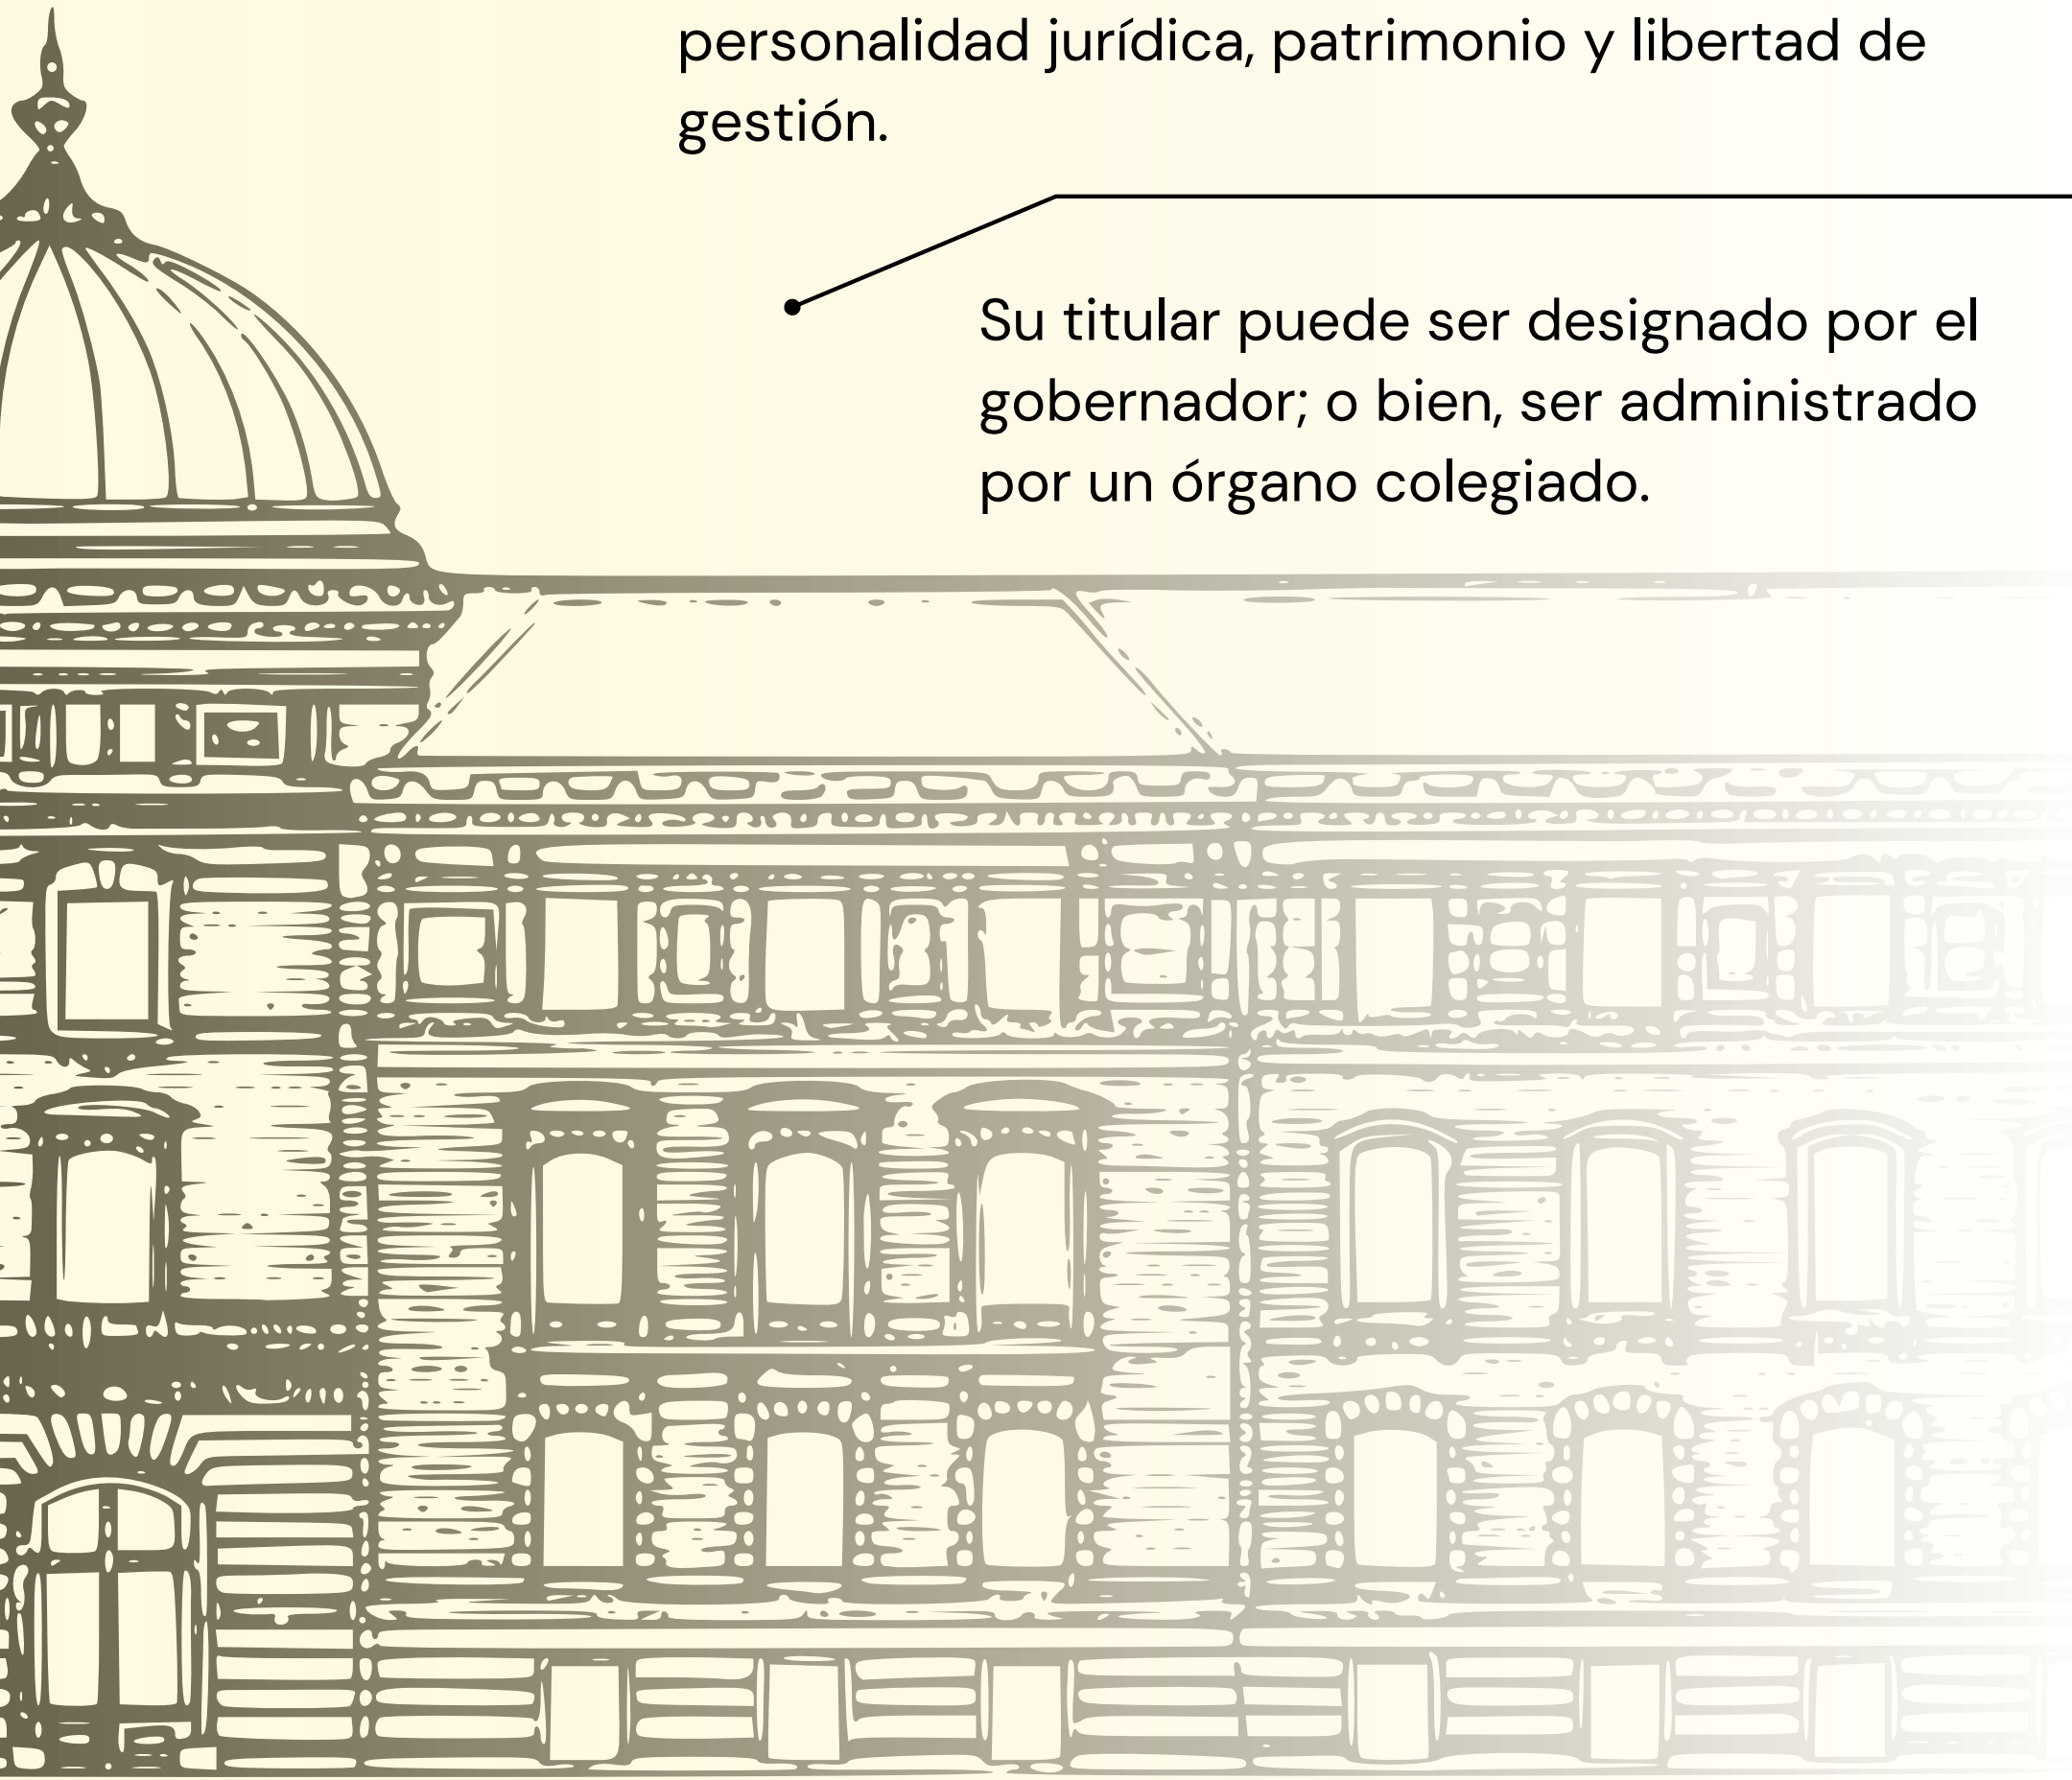 personalidad jurídica, patrimonio y libertad de
gestión.
Su titular puede ser designado por el
gobernador; o bien, ser administrado
por un órgano colegiado.